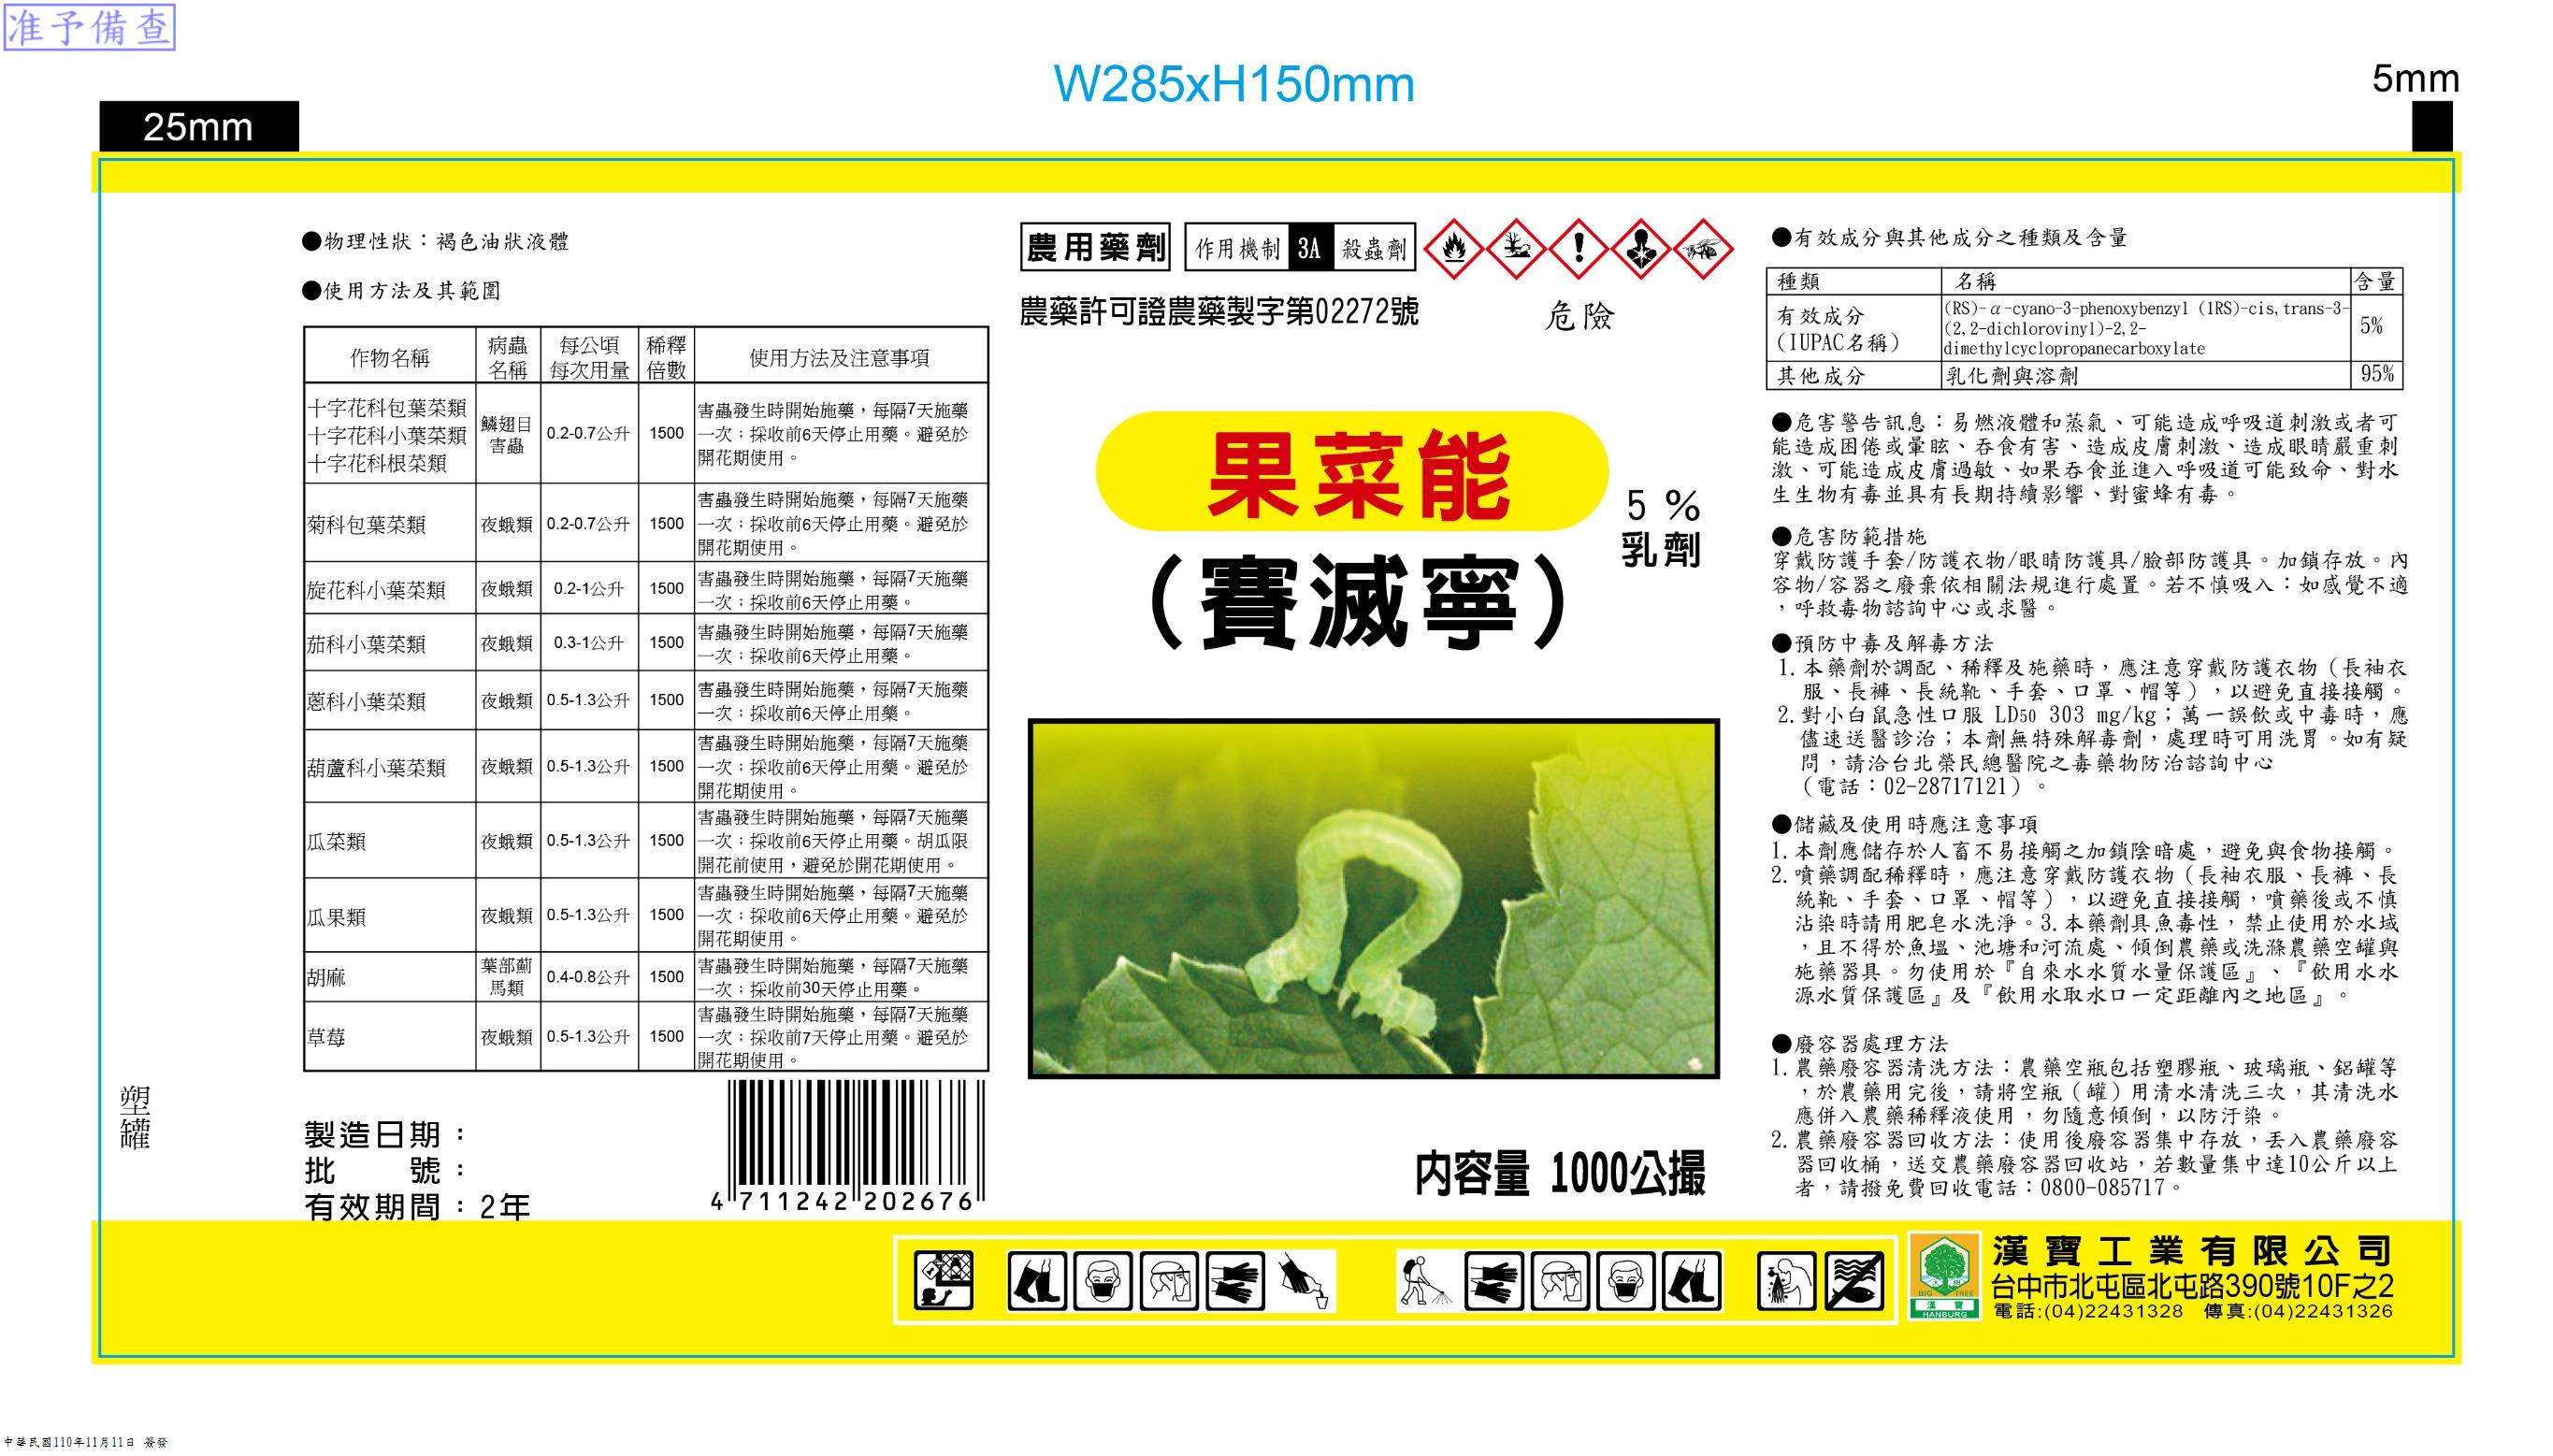 准予備查
W285xH150mm
25mm
5mm
●物理性狀：褐色油狀液體
●使用方法及其範圍
作物名稱 病蟲名稱 每公頃每次用量 稀釋倍數 使用方法及注意事項
十字花科包葉菜類
十字花科小葉菜類
十字花科根菜類
鱗翅目
害蟲
0.2-0.7公升 1500
害蟲發生時開始施藥，每隔7天施藥
一次；採收前6天停止用藥。避免於
開花期使用。
菊科包葉菜類 夜蛾類 0.2-0.7公升 1500
害蟲發生時開始施藥，每隔7天施藥
一次；採收前6天停止用藥。避免於
開花期使用。
旋花科小葉菜類 夜蛾類 0.2-1公升 1500
害蟲發生時開始施藥，每隔7天施藥
一次；採收前6天停止用藥。
茄科小葉菜類 夜蛾類 0.3-1公升 1500
害蟲發生時開始施藥，每隔7天施藥
一次；採收前6天停止用藥。
蔥科小葉菜類 夜蛾類 0.5-1.3公升 1500
害蟲發生時開始施藥，每隔7天施藥
一次；採收前6天停止用藥。
葫蘆科小葉菜類 夜蛾類 0.5-1.3公升 1500
害蟲發生時開始施藥，每隔7天施藥
一次；採收前6天停止用藥。避免於
開花期使用。
瓜菜類 夜蛾類 0.5-1.3公升 1500
害蟲發生時開始施藥，每隔7天施藥
一次；採收前6天停止用藥。胡瓜限
開花前使用，避免於開花期使用。
瓜果類 夜蛾類 0.5-1.3公升 1500
害蟲發生時開始施藥，每隔7天施藥
一次；採收前6天停止用藥。避免於
開花期使用。
胡麻 葉部薊馬類 0.4-0.8公升 1500
害蟲發生時開始施藥，每隔7天施藥
一次；採收前30天停止用藥。
草莓 夜蛾類 0.5-1.3公升 1500
害蟲發生時開始施藥，每隔7天施藥
一次；採收前7天停止用藥。避免於
開花期使用。
塑罐
製造日期：
批　　號：
有效期間：2年
4 711242 202676
農用藥劑 作用機制 3A 殺蟲劑
農藥許可證農藥製字第02272號
危險
果菜能
5 %
乳劑
（賽滅寧）
內容量 1000公撮
●有效成分與其他成分之種類及含量
種類 名稱 含量
有效成分
(IUPAC名稱)
(RS)-α-cyano-3-phenoxybenzyl (1RS)-cis,trans-3-
(2,2-dichlorovinyl)-2,2-
dimethylcyclopropanecarboxylate
5%
其他成分 乳化劑與溶劑 95%
●危害警告訊息：易燃液體和蒸氣、可能造成呼吸道刺激或者可
能造成困倦或暈眩、吞食有害、造成皮膚刺激、造成眼睛嚴重刺
激、可能造成皮膚過敏、如果吞食並進入呼吸道可能致命、對水
生生物有毒並具有長期持續影響、對蜜蜂有毒。
●危害防範措施
穿戴防護手套/防護衣物/眼睛防護具/臉部防護具。加鎖存放。內
容物/容器之廢棄依相關法規進行處置。若不慎吸入：如感覺不適
，呼救毒物諮詢中心或求醫。
●預防中毒及解毒方法
1.本藥劑於調配、稀釋及施藥時，應注意穿戴防護衣物（長袖衣
服、長褲、長統靴、手套、口罩、帽等），以避免直接接觸。
2.對小白鼠急性口服 LD50 303 mg/kg；萬一誤飲或中毒時，應
儘速送醫診治；本劑無特殊解毒劑，處理時可用洗胃。如有疑
問，請洽台北榮民總醫院之毒藥物防治諮詢中心
（電話：02-28717121）。
●儲藏及使用時應注意事項
1.本劑應儲存於人畜不易接觸之加鎖陰暗處，避免與食物接觸。
2.噴藥調配稀釋時，應注意穿戴防護衣物（長袖衣服、長褲、長
統靴、手套、口罩、帽等），以避免直接接觸，噴藥後或不慎
沾染時請用肥皂水洗淨。3.本藥劑具魚毒性，禁止使用於水域
，且不得於魚塭、池塘和河流處、傾倒農藥或洗滌農藥空罐與
施藥器具。勿使用於『自來水水質水量保護區』、『飲用水水
源水質保護區』及『飲用水取水口一定距離內之地區』。
●廢容器處理方法
1.農藥廢容器清洗方法：農藥空瓶包括塑膠瓶、玻璃瓶、鋁罐等
，於農藥用完後，請將空瓶（罐）用清水清洗三次，其清洗水
應併入農藥稀釋液使用，勿隨意傾倒，以防汙染。
2.農藥廢容器回收方法：使用後廢容器集中存放，丟入農藥廢容
器回收桶，送交農藥廢容器回收站，若數量集中達10公斤以上
者，請撥免費回收電話：0800-085717。
BIG TREE
漢寶
HANBURG
漢寶工業有限公司
台中市北屯區北屯路390號10F之2
電話:(04)22431328 傳真:(04)22431326
中華民國110年11月11日 簽發